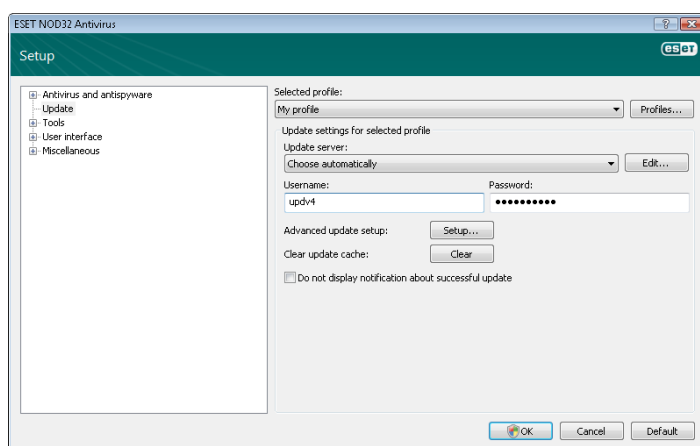 ESET NOD32 Antivirus
Setup
eset
Antivirus and antispyware
Update
Tools
User interface
Miscellaneous
Selected profile:
My profile
Profiles...
Update settings for selected profile
Update server:
Choose automatically
Edit...
Username:
Password:
updv4
••••••••••
Advanced update setup:
Setup...
Clear update cache:
Clear
Do not display notification about successful update
OK
Cancel
Default